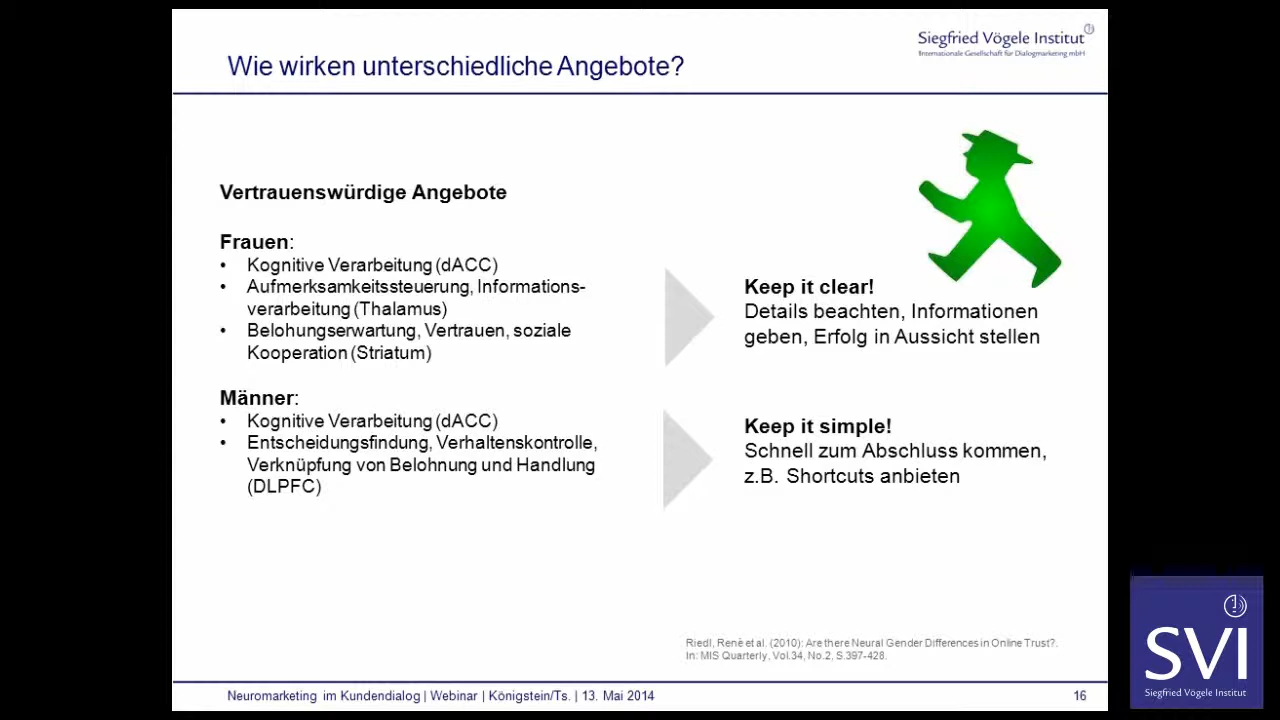 Siegfried Vögele Institut
Internationale Gesellschaft für Dialogmarketing mbH
Wie wirken unterschiedliche Angebote?
Vertrauenswürdige Angebote
Frauen:
• Kognitive Verarbeitung (dACC)
• Aufmerksamkeitssteuerung, Informations-
verarbeitung (Thalamus)
• Belohungserwartung, Vertrauen, soziale
Kooperation (Striatum)
Keep it clear!
Details beachten, Informationen
geben, Erfolg in Aussicht stellen
Männer:
• Kognitive Verarbeitung (dACC)
• Entscheidungsfindung, Verhaltenskontrolle,
Verknüpfung von Belohnung und Handlung
(DLPFC)
Keep it simple!
Schnell zum Abschluss kommen,
z.B. Shortcuts anbieten
Riedl, Renè et al. (2010): Are there Neural Gender Differences in Online Trust?.
In: MIS Quarterly, Vol.34, No.2, S.397-428.
Neuromarketing im Kundendialog | Webinar | Königstein/Ts. | 13. Mai 2014
16
SVI
Siegfried Vögele Institut